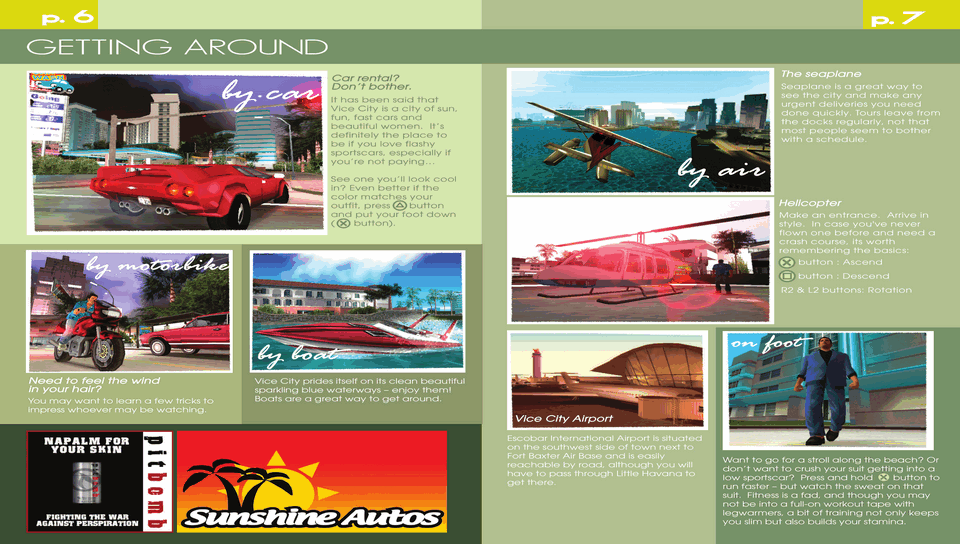 p. 6
GETTING AROUND
by car
Car rental?
Don't bother.
It has been said that
Vice City is a city of sun,
fun, fast cars and
beautiful women. It's
definitely the place to
be if you love flashy
sportscars, especially if
you're not paying...
See one you'll look cool
in? Even better if the
color matches your
outfit, press button
and put your foot down
( button).
by motorbike
Need to feel the wind
in your hair?
You may want to learn a few tricks to
impress whoever may be watching.
by boat
Vice City prides itself on its clean beautiful
sparkling blue waterways – enjoy them!
Boats are a great way to get around.
NAPALM FOR
YOUR SKIN
FIGHTING THE WAR
AGAINST PERSPIRATION
pitbomb
Sunshine Autos
p. 7
by air
The seaplane
Seaplane is a great way to
see the city and make any
urgent deliveries you need
done quickly. Tours leave from
the docks regularly, not that
most people seem to bother
with a schedule.
Helicopter
Make an entrance. Arrive in
style. In case you've never
flown one before and need a
crash course, its worth
remembering the basics:
button : Ascend
button : Descend
R2 & L2 buttons: Rotation
Vice City Airport
Escobar International Airport is situated
on the southwest side of town next to
Fort Baxter Air Base and is easily
reachable by road, although you will
have to pass through Little Havana to
get there.
on foot
Want to go for a stroll along the beach? Or
don't want to crush your suit getting into a
low sportscar? Press and hold button to
run faster – but watch the sweat on that
suit. Fitness is a fad, and though you may
not be into a full-on workout tape with
legwarmers, a bit of training not only keeps
you slim but also builds your stamina.